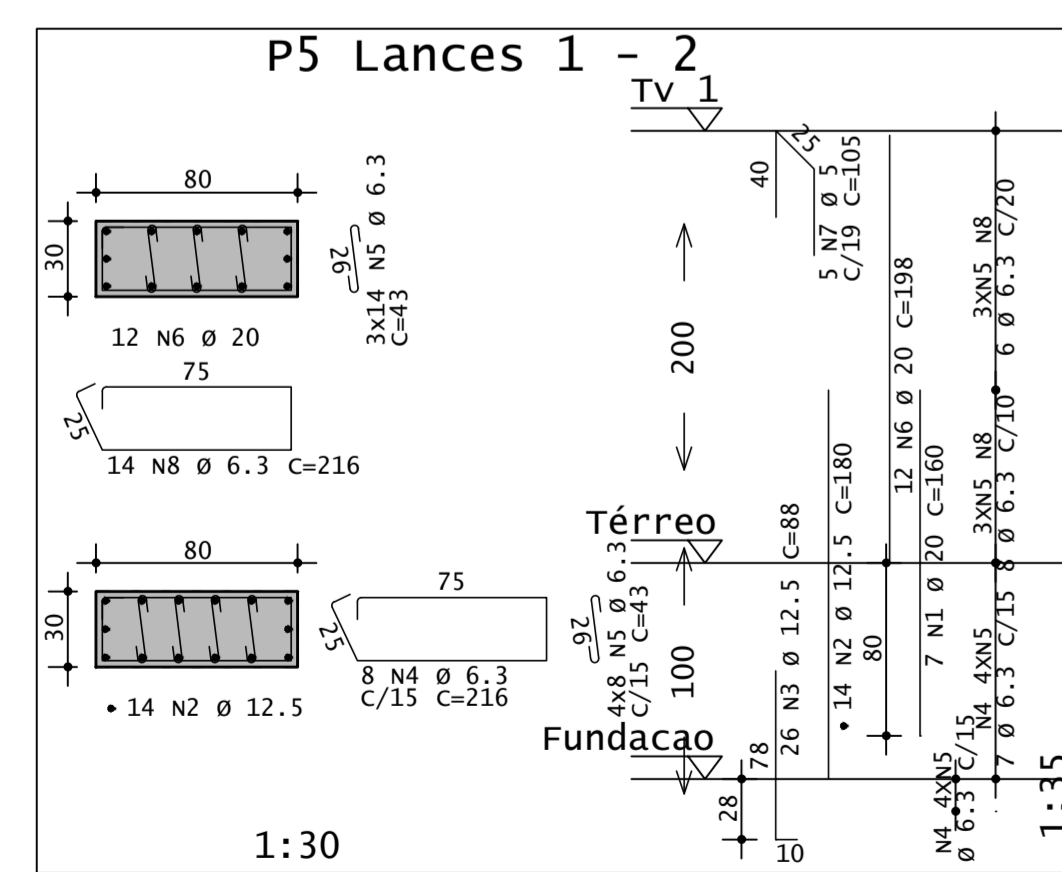 P5 Lances 1 - 2
Tv 1
80
30
12 N6 Ø 20
26
3x14 N5 Ø 6.3
C=43
75
25
14 N8 Ø 6.3 C=216
80
30
• 14 N2 Ø 12.5
75
25
8 N4 Ø 6.3
C/15 C=216
26
4x8 N5 Ø 6.3
C/15 C=43
1:30
200
Térreo
100
Fundacao
40
25
5 N7 Ø 5
C/19 C=105
12 N6 Ø 20 C=198
7 N1 Ø 20 C=160
80
• 14 N2 Ø 12.5 C=180
26 N3 Ø 12.5 C=88
78
28
10
3XN5 N8
6 Ø 6.3 C/20
3XN5 N8
8 Ø 6.3 C/10
N4 4XN5
7 Ø 6.3 C/15
N4 4XN5
Ø 6.3 C/15
1:35